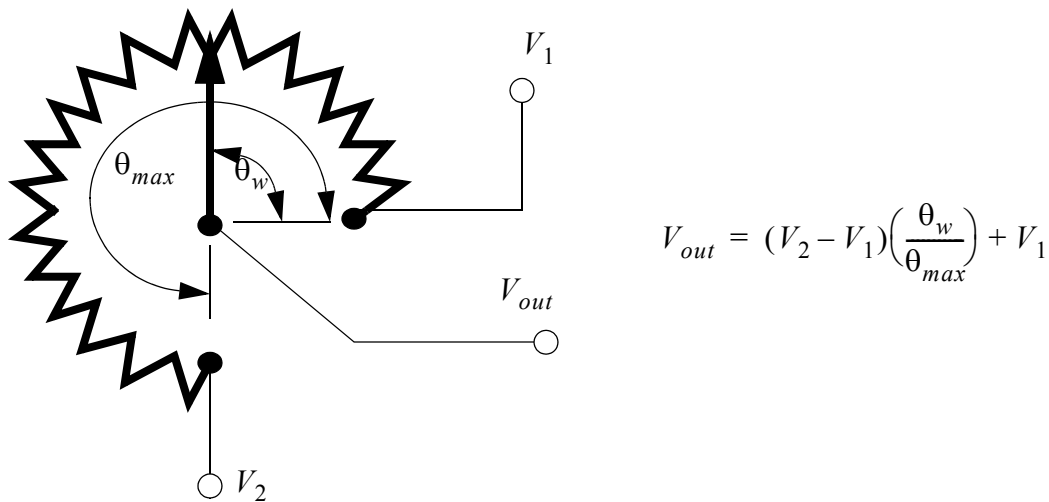 V1
θmax
θw
Vout
V2
Vout = (V2 – V1)(θw/θmax) + V1